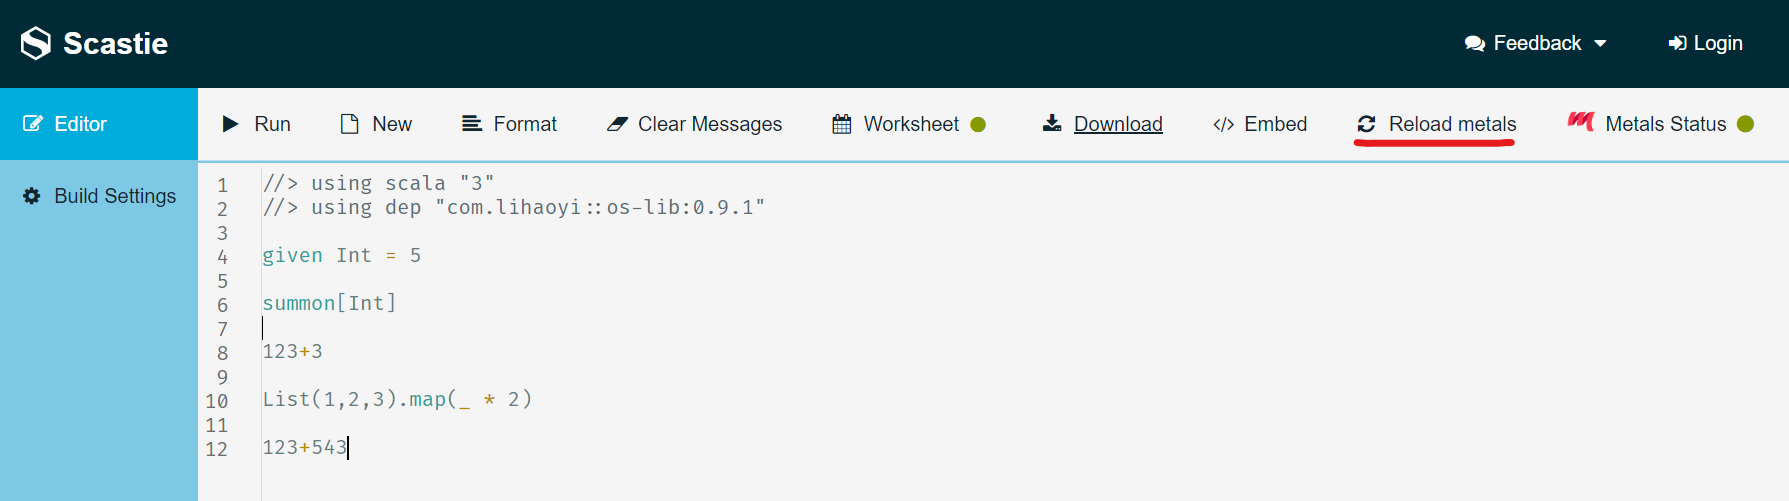 Scastie
Feedback
Login
Editor
Run
New
Format
Clear Messages
Worksheet
Download
Embed
Reload metals
Metals Status
Build Settings
1 //> using scala "3"
2 //> using dep "com.lihaoyi::os-lib:0.9.1"
3
4 given Int = 5
5
6 summon[Int]
7
8 123+3
9
10 List(1,2,3).map(_ * 2)
11
12 123+543